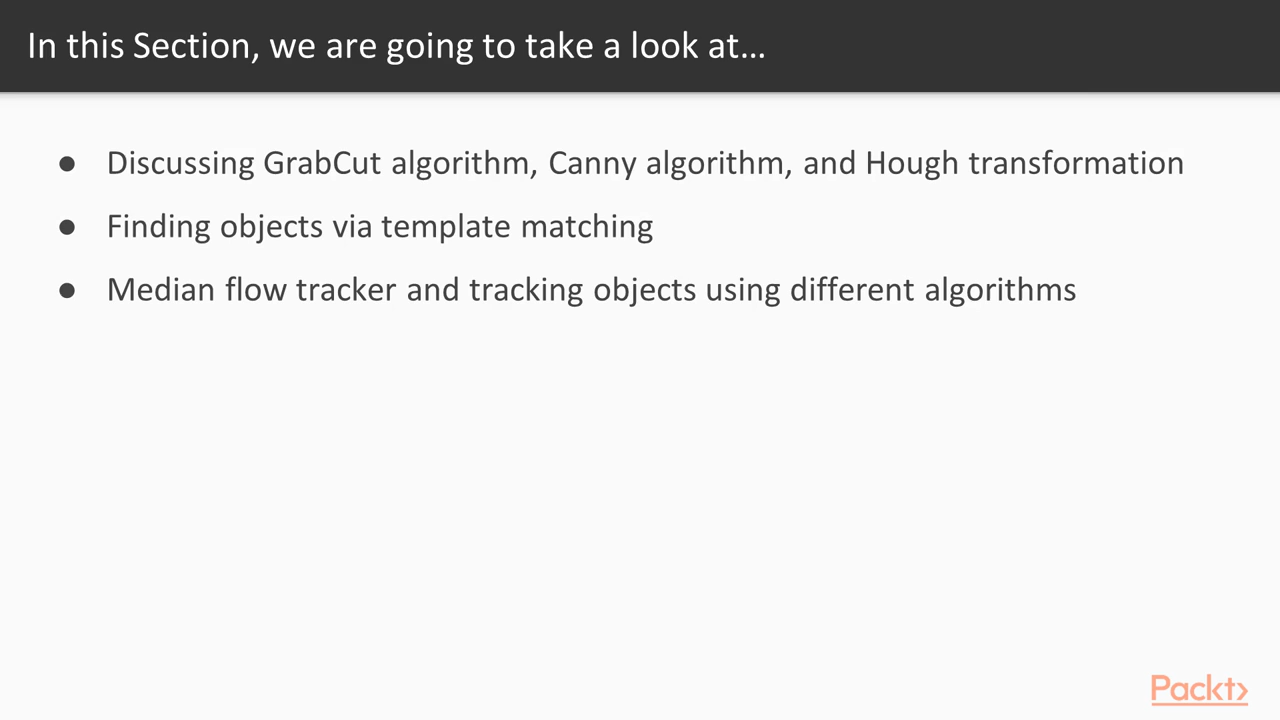 In this Section, we are going to take a look at...
● Discussing GrabCut algorithm, Canny algorithm, and Hough transformation
● Finding objects via template matching
● Median flow tracker and tracking objects using different algorithms
Packt>